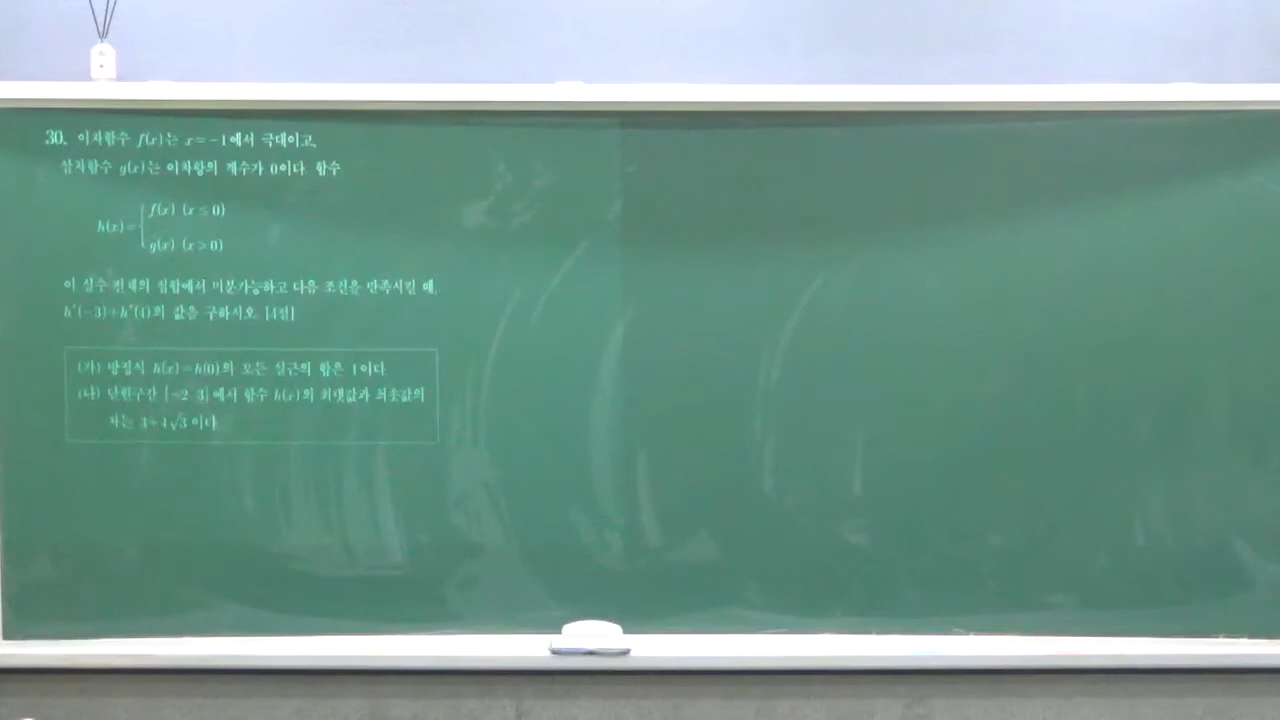 30. 이차함수 f(x)는 x=-1에서 극대이고,
삼차함수 g(x)는 이차항의 계수가 0이다. 함수
h(x)= f(x) (x≤0)
g(x) (x>0)
이 실수 전체의 집합에서 미분가능하고 다음 조건을 만족시킬 때,
h'(-3)+h'(4)의 값을 구하시오. [4점]
(가) 방정식 h(x)=h(0)의 모든 실근의 합은 1이다.
(나) 닫힌구간 [-2, 3]에서 함수 h(x)의 최댓값과 최솟값의
차는 3+4√3이다.